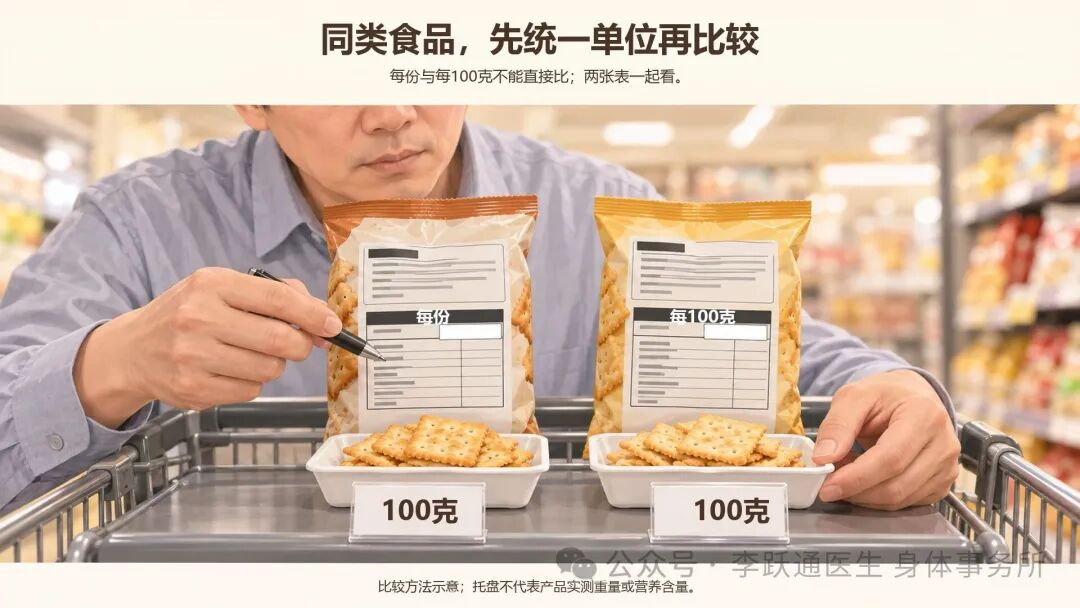 同类食品，先统一单位再比较
每份与每100克不能直接比；两张表一起看。
每份
每100克
100克
100克
公众号 · 李跃通医生 身体事务所
比较方法示意；托盘不代表产品实测重量或营养含量。